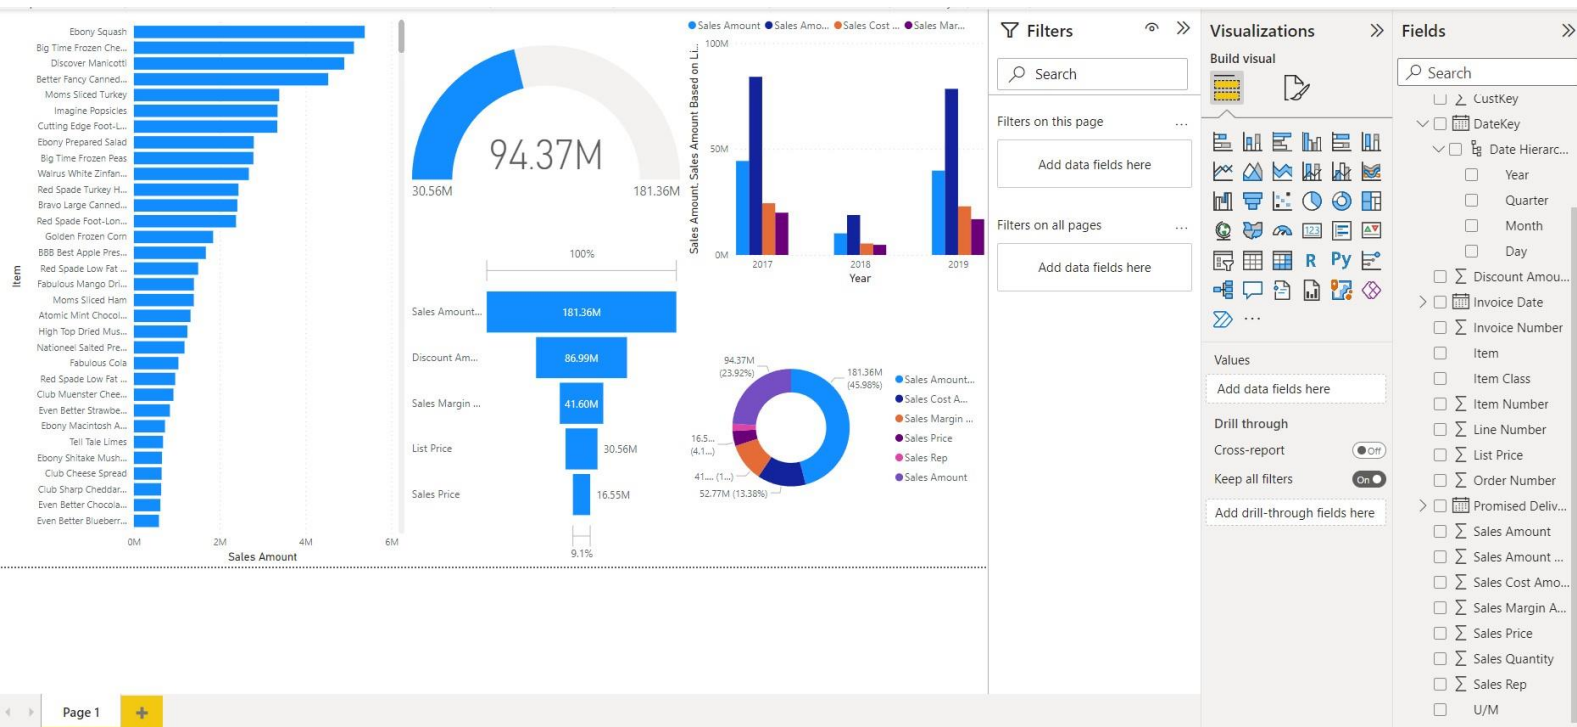 Ebony Squash
Big Time Frozen Che...
Discover Manicotti
Better Fancy Canned...
Moms Sliced Turkey
Imagine Popsicles
Cutting Edge Foot-L...
Ebony Prepared Salad
Big Time Frozen Peas
Walrus White Zinfan...
Red Spade Turkey H...
Bravo Large Canned...
Red Spade Foot-Lon...
Golden Frozen Corn
BBB Best Apple Pres...
Red Spade Low Fat ...
Fabulous Mango Dri...
Moms Sliced Ham
Atomic Mint Chocol...
High Top Dried Mus...
Nationeel Salted Pre...
Fabulous Cola
Red Spade Low Fat ...
Club Muenster Chee...
Even Better Strawbe...
Ebony Macintosh A...
Tell Tale Limes
Ebony Shitake Mush...
Club Cheese Spread
Club Sharp Cheddar...
Even Better Chocola...
Even Better Blueberr...
Item
0M 2M 4M 6M
Sales Amount
94.37M
30.56M 181.36M
100%
Sales Amount... 181.36M
Discount Am... 86.99M
Sales Margin ... 41.60M
List Price 30.56M
Sales Price 16.55M
9.1%
Sales Amount Sales Amo... Sales Cost ... Sales Mar...
Sales Amount, Sales Amount Based on Li...
100M
50M
0M
2017 2018 2019
Year
94.37M
(23.92%)
181.36M
(45.98%)
16.5...
(4.1...)
41.... (1...)
52.77M (13.38%)
Sales Amount...
Sales Cost A...
Sales Margin ...
Sales Price
Sales Rep
Sales Amount
Page 1
Filters
Search
Filters on this page ...
Add data fields here
Filters on all pages ...
Add data fields here
Visualizations
Build visual
123
R Py
...
Values
Add data fields here
Drill through
Cross-report Off
Keep all filters On
Add drill-through fields here
Fields
Search
CustKey
DateKey
Date Hierarc...
Year
Quarter
Month
Day
Discount Amou...
Invoice Date
Invoice Number
Item
Item Class
Item Number
Line Number
List Price
Order Number
Promised Deliv...
Sales Amount
Sales Amount ...
Sales Cost Amo...
Sales Margin A...
Sales Price
Sales Quantity
Sales Rep
U/M